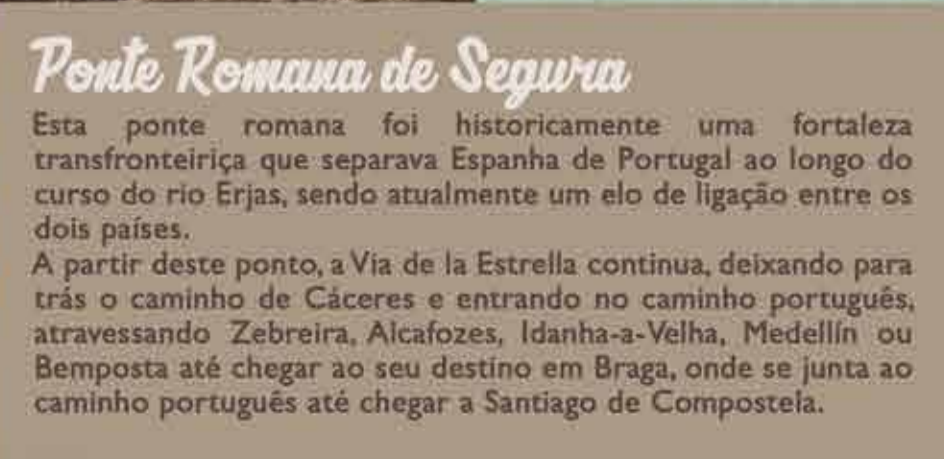 Ponte Romana de Segura
Esta ponte romana foi historicamente uma fortaleza
transfronteiriça que separava Espanha de Portugal ao longo do
curso do rio Erjas, sendo atualmente um elo de ligação entre os
dois países.
A partir deste ponto, a Via de la Estrella continua, deixando para
trás o caminho de Cáceres e entrando no caminho português,
atravessando Zebreira, Alcafozes, Idanha-a-Velha, Medellín ou
Bemposta até chegar ao seu destino em Braga, onde se junta ao
caminho português até chegar a Santiago de Compostela.